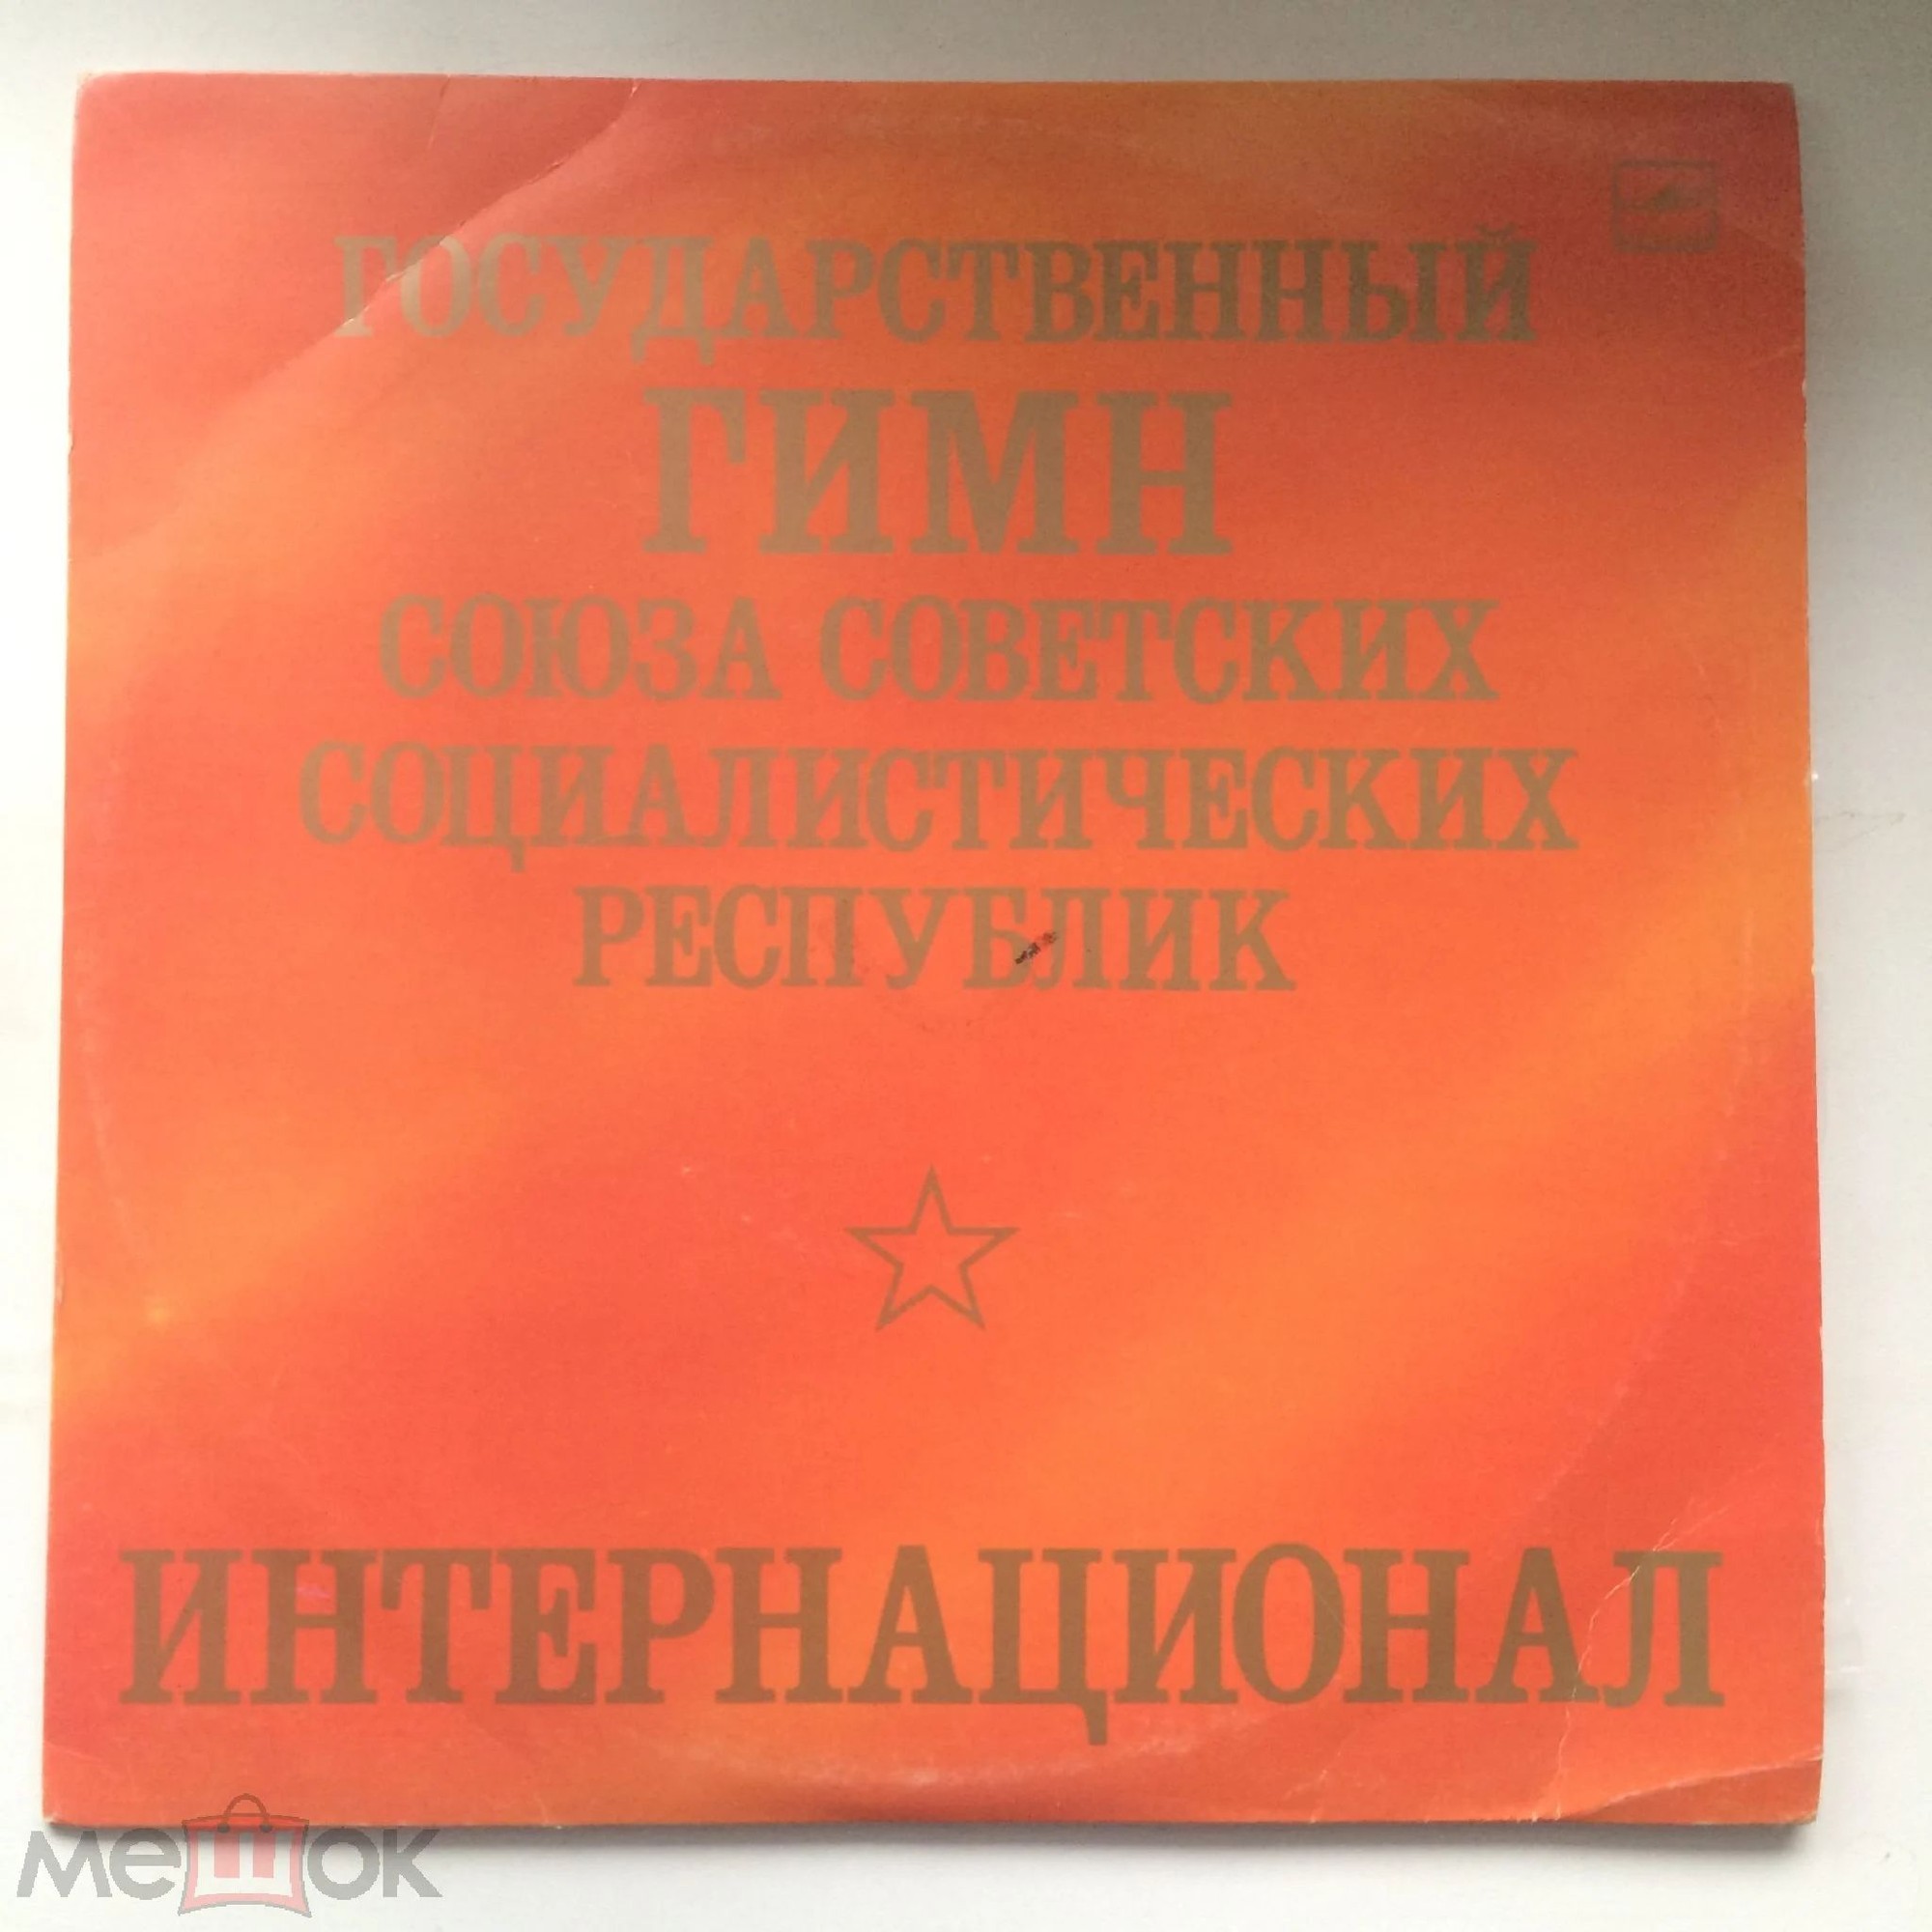 ГОСУДАРСТВЕННЫЙ
ГИМН
СОЮЗА СОВЕТСКИХ
СОЦИАЛИСТИЧЕСКИХ
РЕСПУБЛИК
ИНТЕРНАЦИОНАЛ
мешок